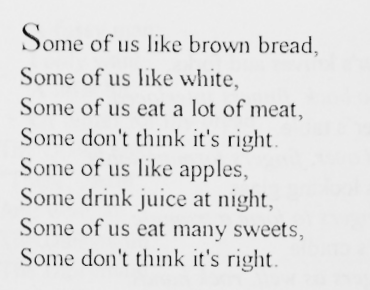 Some of us like brown bread,
Some of us like white,
Some of us eat a lot of meat,
Some don't think it's right.
Some of us like apples,
Some drink juice at night,
Some of us eat many sweets,
Some don't think it's right.